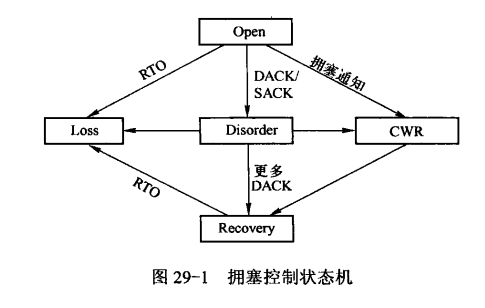 Open
RTO
DACK/
SACK
拥塞通知
Loss
Disorder
CWR
更多
DACK
RTO
Recovery
图 29-1 拥塞控制状态机